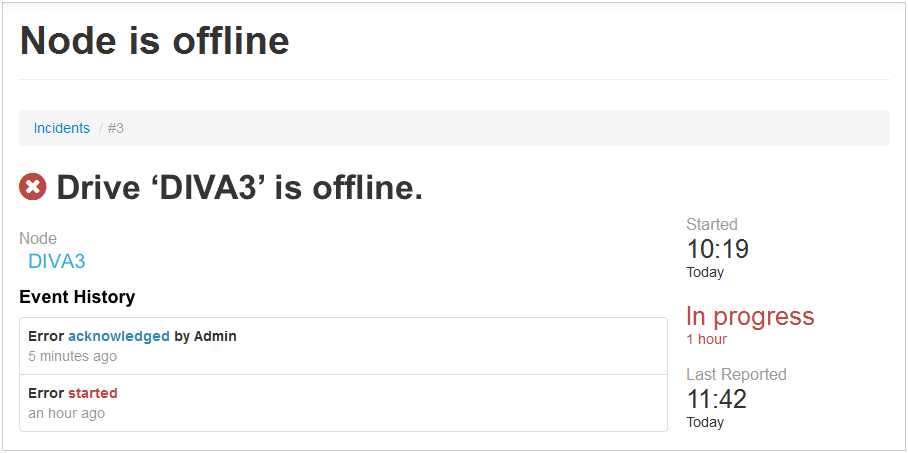 Node is offline
Incidents / #3
Drive ‘DIVA3’ is offline.
Node
DIVA3
Event History
Error acknowledged by Admin
5 minutes ago
Error started
an hour ago
Started
10:19
Today
In progress
1 hour
Last Reported
11:42
Today